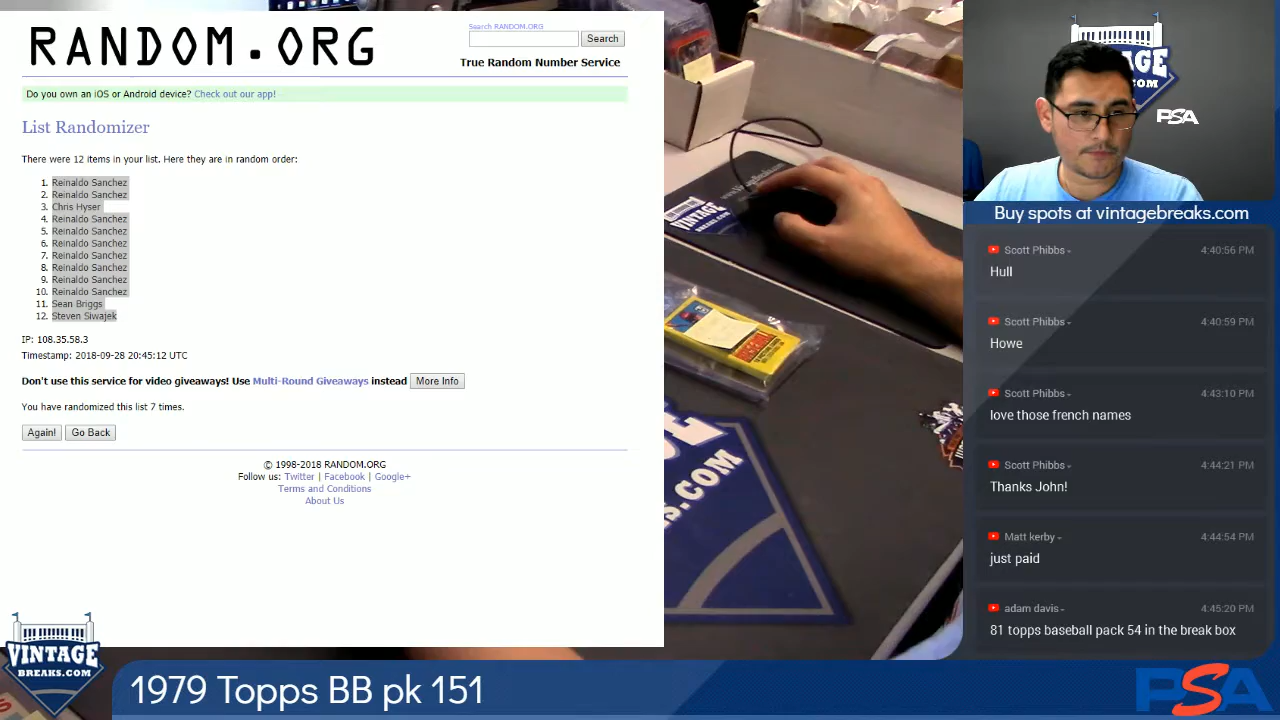 RANDOM.ORG
Search RANDOM.ORG
Search
True Random Number Service
Do you own an iOS or Android device? Check out our app!
List Randomizer
There were 12 items in your list. Here they are in random order:
1. Reinaldo Sanchez
2. Reinaldo Sanchez
3. Chris Hyser
4. Reinaldo Sanchez
5. Reinaldo Sanchez
6. Reinaldo Sanchez
7. Reinaldo Sanchez
8. Reinaldo Sanchez
9. Reinaldo Sanchez
10. Reinaldo Sanchez
11. Sean Briggs
12. Steven Siwajek
IP: 108.35.58.3
Timestamp: 2018-09-28 20:45:12 UTC
Don't use this service for video giveaways! Use Multi-Round Giveaways instead More Info
You have randomized this list 7 times.
Again! Go Back
© 1998-2018 RANDOM.ORG
Follow us: Twitter | Facebook | Google+
Terms and Conditions
About Us
VINTAGE
BREAKS.COM
1979 Topps BB pk 151
VINTAGE
PSA
Buy spots at vintagebreaks.com
Scott Phibbs 4:40:56 PM
Hull
Scott Phibbs 4:40:59 PM
Howe
Scott Phibbs 4:43:10 PM
love those french names
Scott Phibbs 4:44:21 PM
Thanks John!
Matt kerby 4:44:54 PM
just paid
adam davis 4:45:20 PM
81 topps baseball pack 54 in the break box
PSA